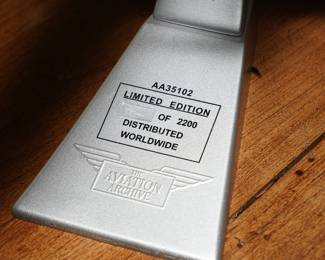 AA35102
LIMITED EDITION
OF 2200
DISTRIBUTED
WORLDWIDE
THE
AVIATION
ARCHIVE